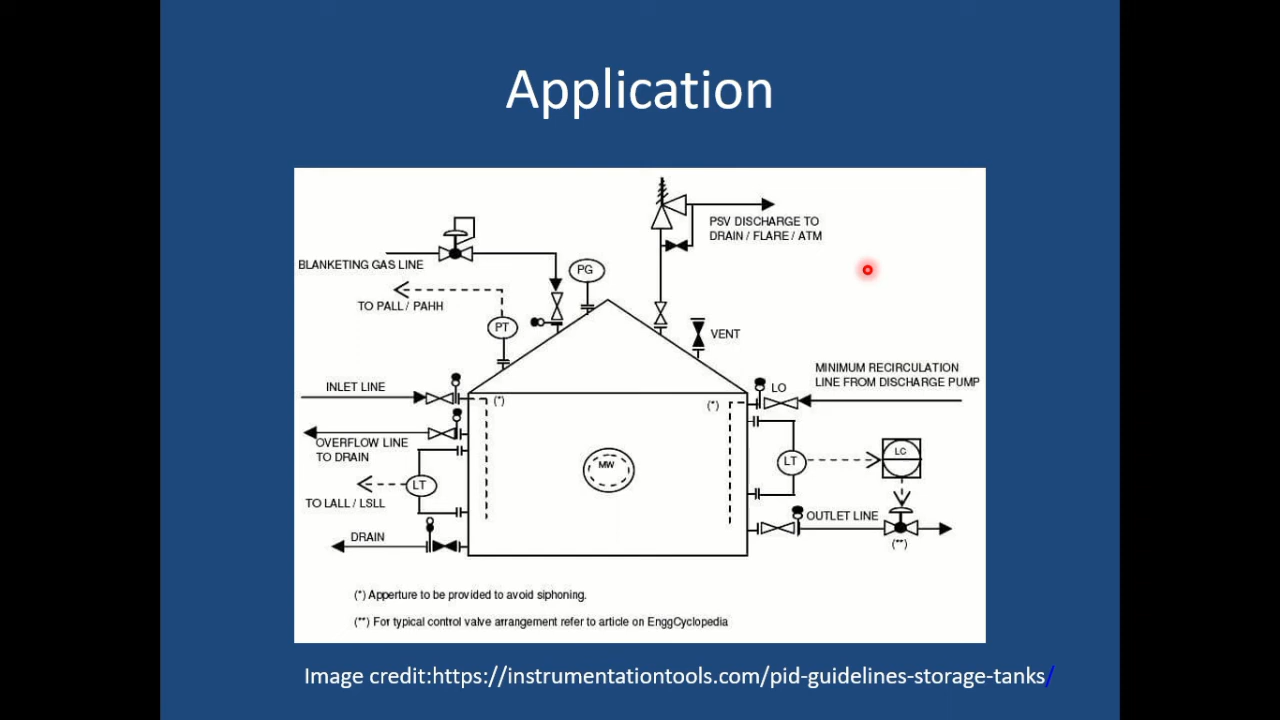 Application
PSV DISCHARGE TO
DRAIN / FLARE / ATM
BLANKETING GAS LINE
PG
TO PALL / PAHH
PT
VENT
MINIMUM RECIRCULATION
LINE FROM DISCHARGE PUMP
INLET LINE
(*)
(*)
LO
OVERFLOW LINE
TO DRAIN
LC
MW
LT
LT
TO LALL / LSLL
OUTLET LINE
DRAIN
(**)
(*) Apperture to be provided to avoid siphoning.
(**) For typical control valve arrangement refer to article on EnggCyclopedia
Image credit:https://instrumentationtools.com/pid-guidelines-storage-tanks/